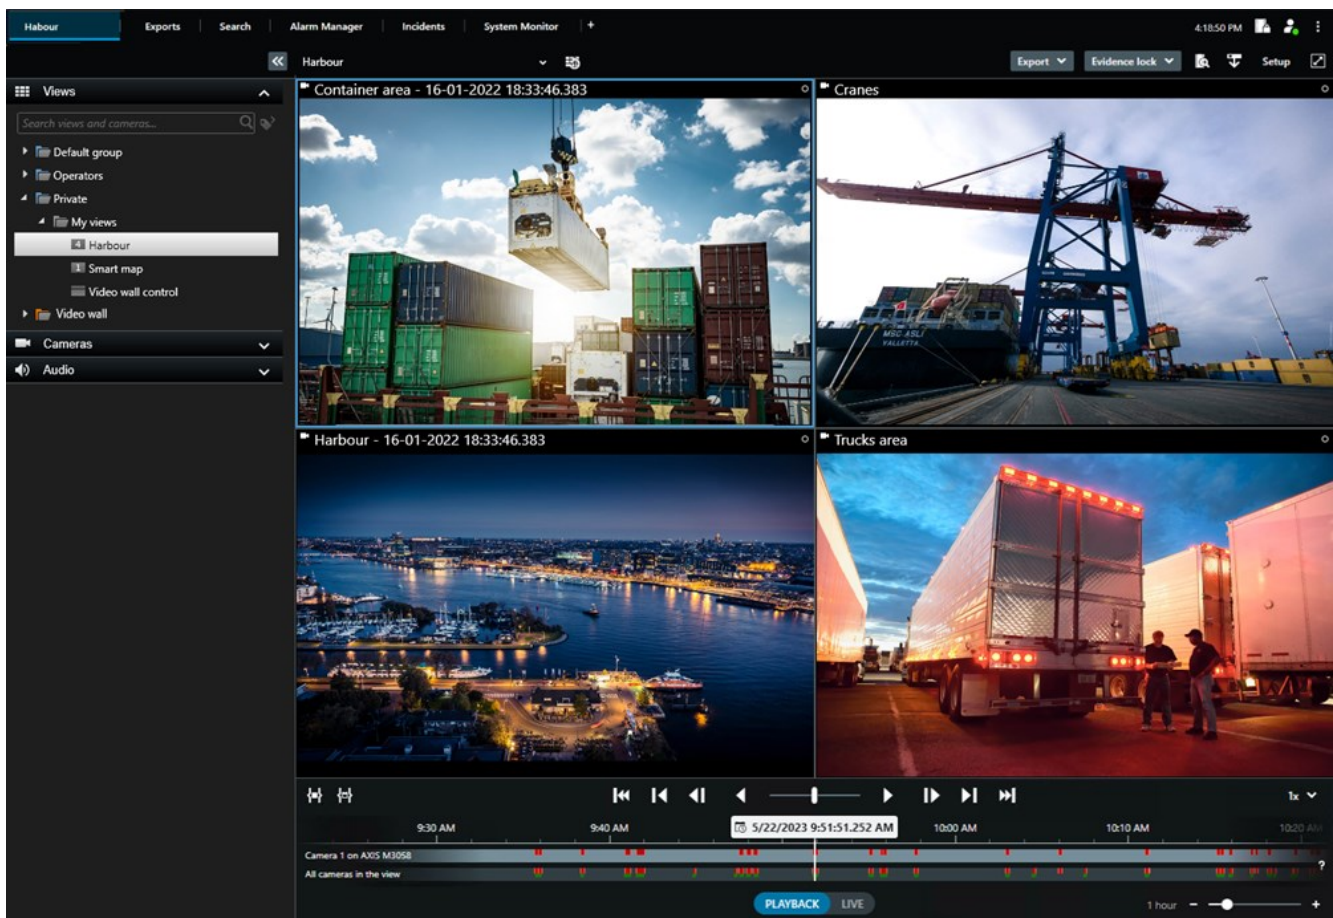 Habour Exports Search Alarm Manager Incidents System Monitor + 4:18:50 PM
Harbour Export Evidence lock Setup
Views
Search views and cameras...
Default group
Operators
Private
My views
4 Harbour
1 Smart map
Video wall control
Video wall
Cameras
Audio
Container area - 16-01-2022 18:33:46.383
Cranes
MSC ASLI
VALLETTA
Harbour - 16-01-2022 18:33:46.383
Trucks area
1x
9:30 AM 9:40 AM 5/22/2023 9:51:51.252 AM 10:00 AM 10:10 AM 10:20 AM
Camera 1 on AXIS M3058
All cameras in the view ?
PLAYBACK LIVE 1 hour - +